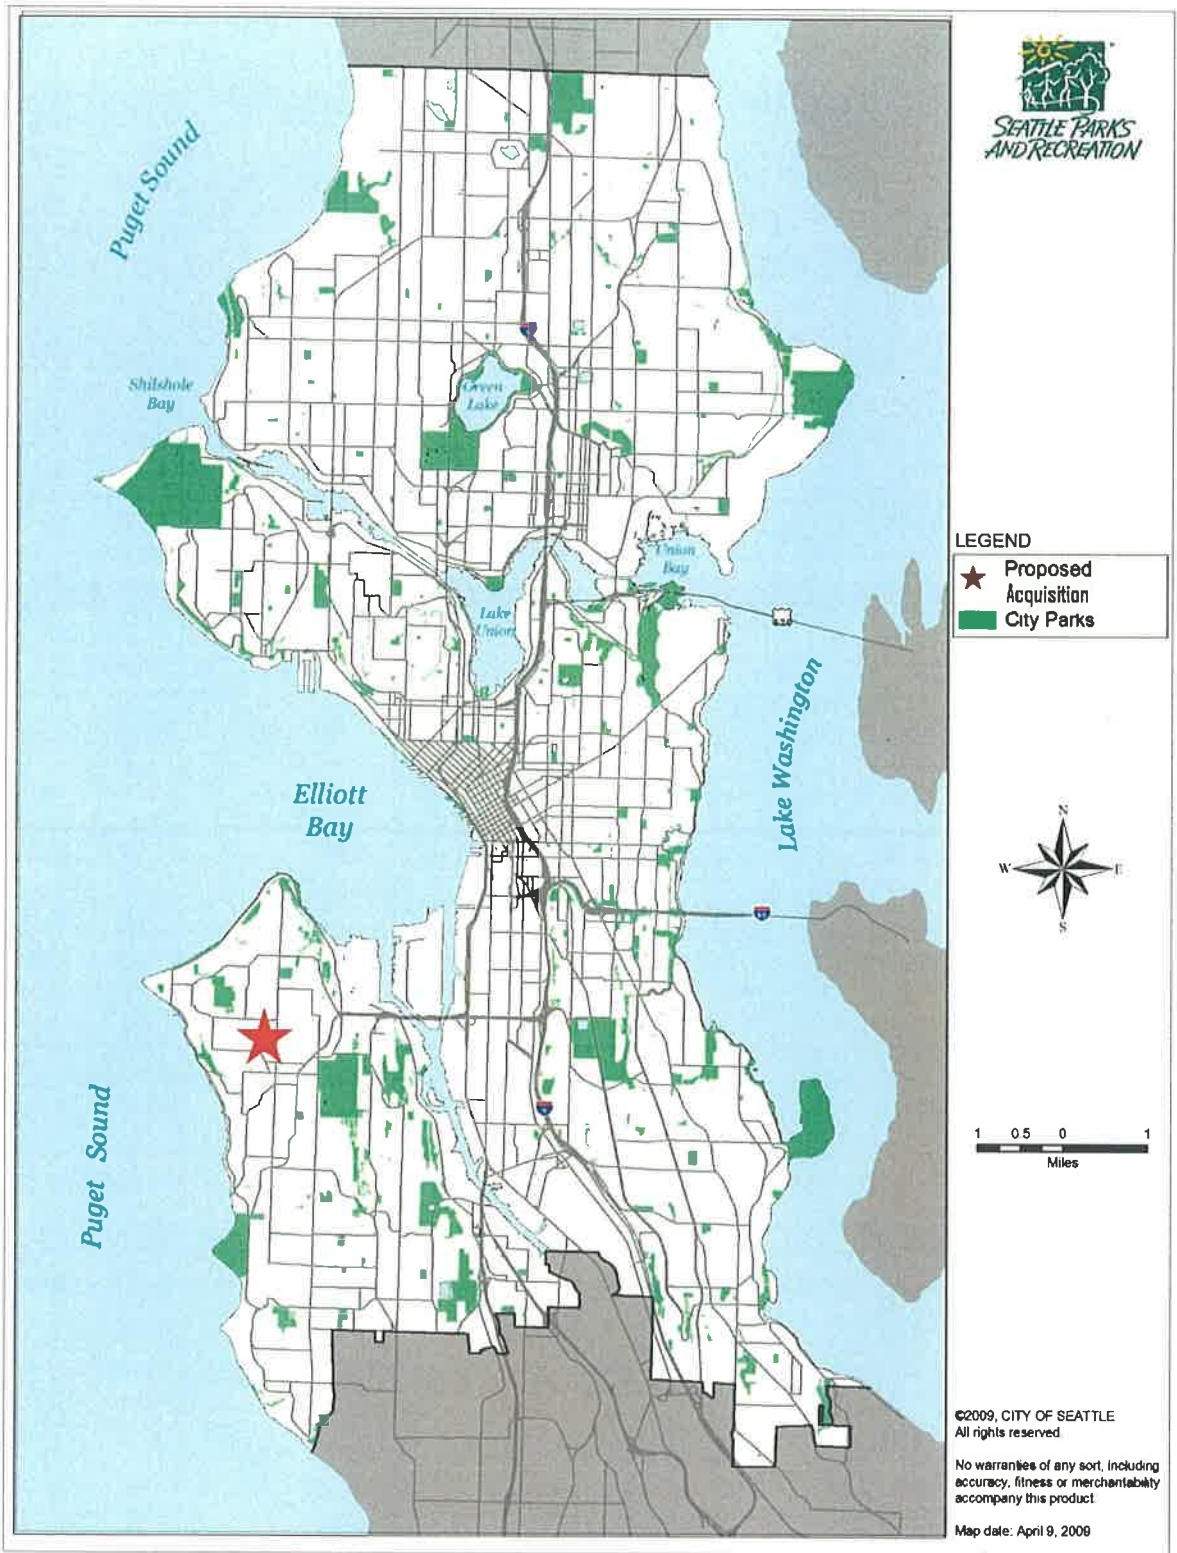 SEATTLE PARKS
AND RECREATION
Puget Sound
Shilshole
Bay
Green
Lake
Union
Bay
Lake
Union
Lake Washington
Elliott
Bay
Puget Sound
LEGEND
Proposed
Acquisition
City Parks
N
W
E
S
1 0.5 0 1
Miles
©2009, CITY OF SEATTLE
All rights reserved
No warranties of any sort, including
accuracy, fitness or merchantability
accompany this product
Map date: April 9, 2009